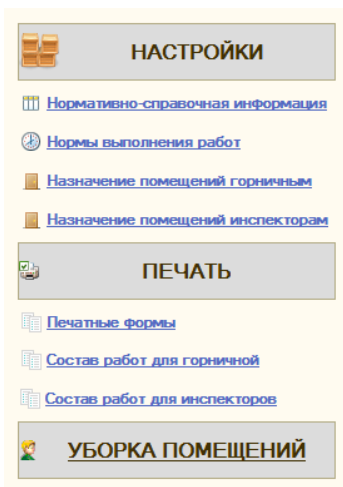 НАСТРОЙКИ
Нормативно-справочная информация
Нормы выполнения работ
Назначение помещений горничным
Назначение помещений инспекторам
ПЕЧАТЬ
Печатные формы
Состав работ для горничной
Состав работ для инспекторов
УБОРКА ПОМЕЩЕНИЙ